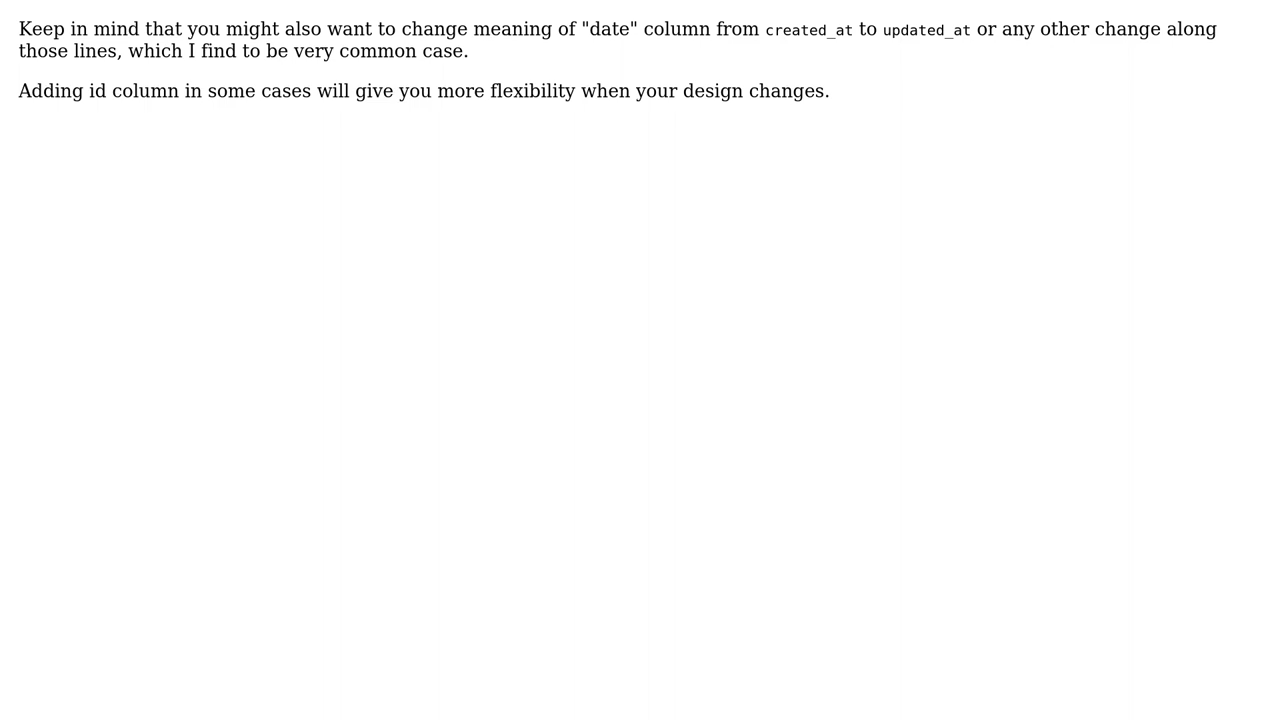 Keep in mind that you might also want to change meaning of "date" column from created_at to updated_at or any other change along
those lines, which I find to be very common case.
Adding id column in some cases will give you more flexibility when your design changes.